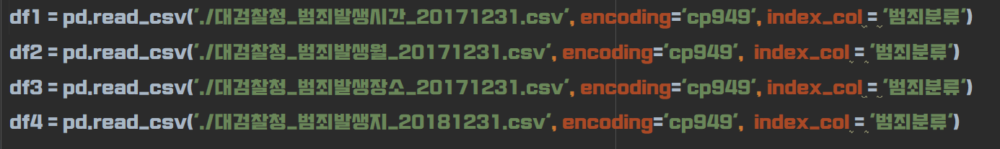 df1 = pd.read_csv('./대검찰청_범죄발생시간_20171231.csv', encoding='cp949', index_col = '범죄분류')
df2 = pd.read_csv('./대검찰청_범죄발생월_20171231.csv', encoding='cp949',  index_col = '범죄분류')
df3 = pd.read_csv('./대검찰청_범죄발생장소_20171231.csv', encoding='cp949', index_col = '범죄분류')
df4 = pd.read_csv('./대검찰청_범죄발생지_20181231.csv', encoding='cp949',  index_col = '범죄분류')